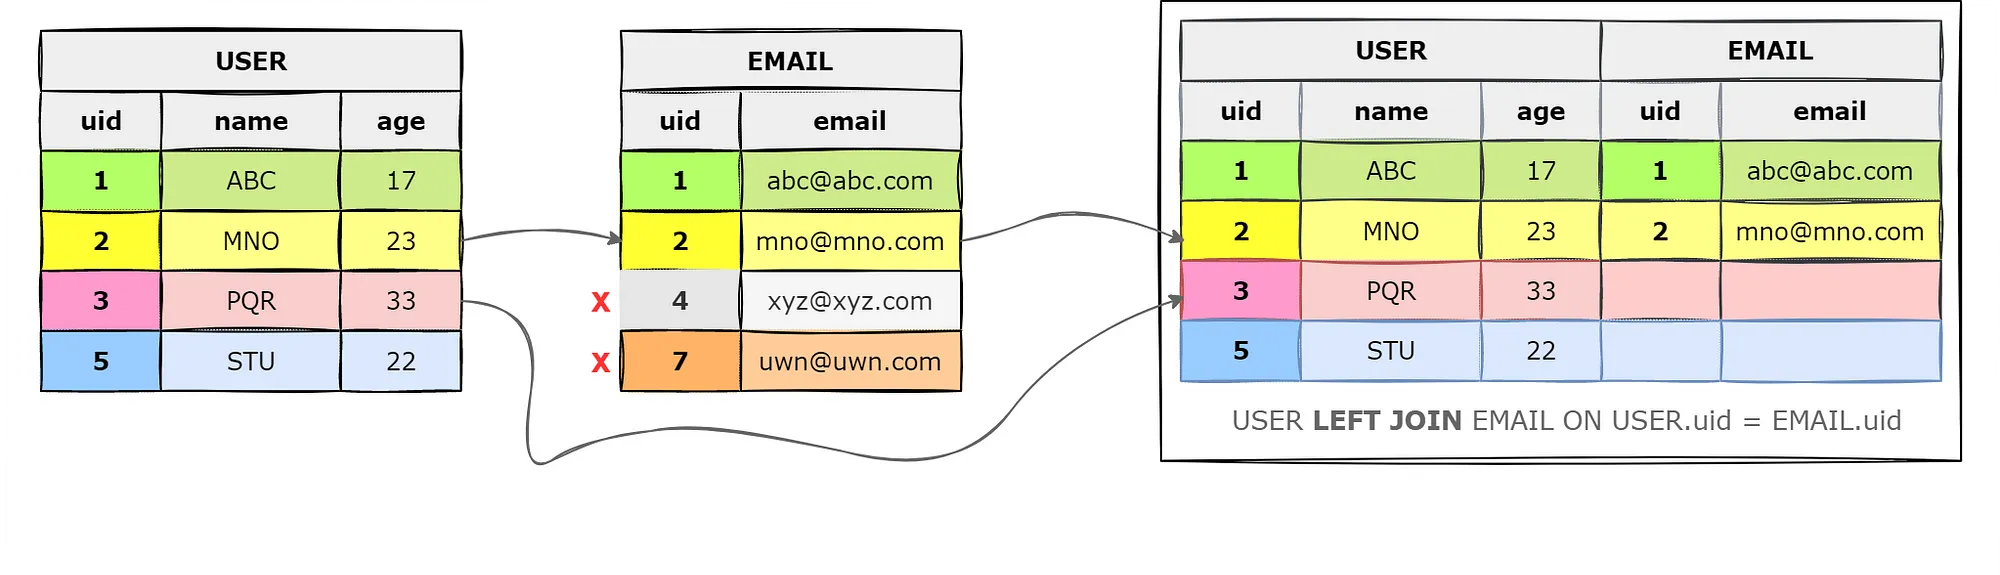 USER
uid name age
1 ABC 17
2 MNO 23
3 PQR 33
5 STU 22
EMAIL
uid email
1 abc@abc.com
2 mno@mno.com
X 4 xyz@xyz.com
X 7 uwn@uwn.com
USER EMAIL
uid name age uid email
1 ABC 17 1 abc@abc.com
2 MNO 23 2 mno@mno.com
3 PQR 33
5 STU 22
USER LEFT JOIN EMAIL ON USER.uid = EMAIL.uid